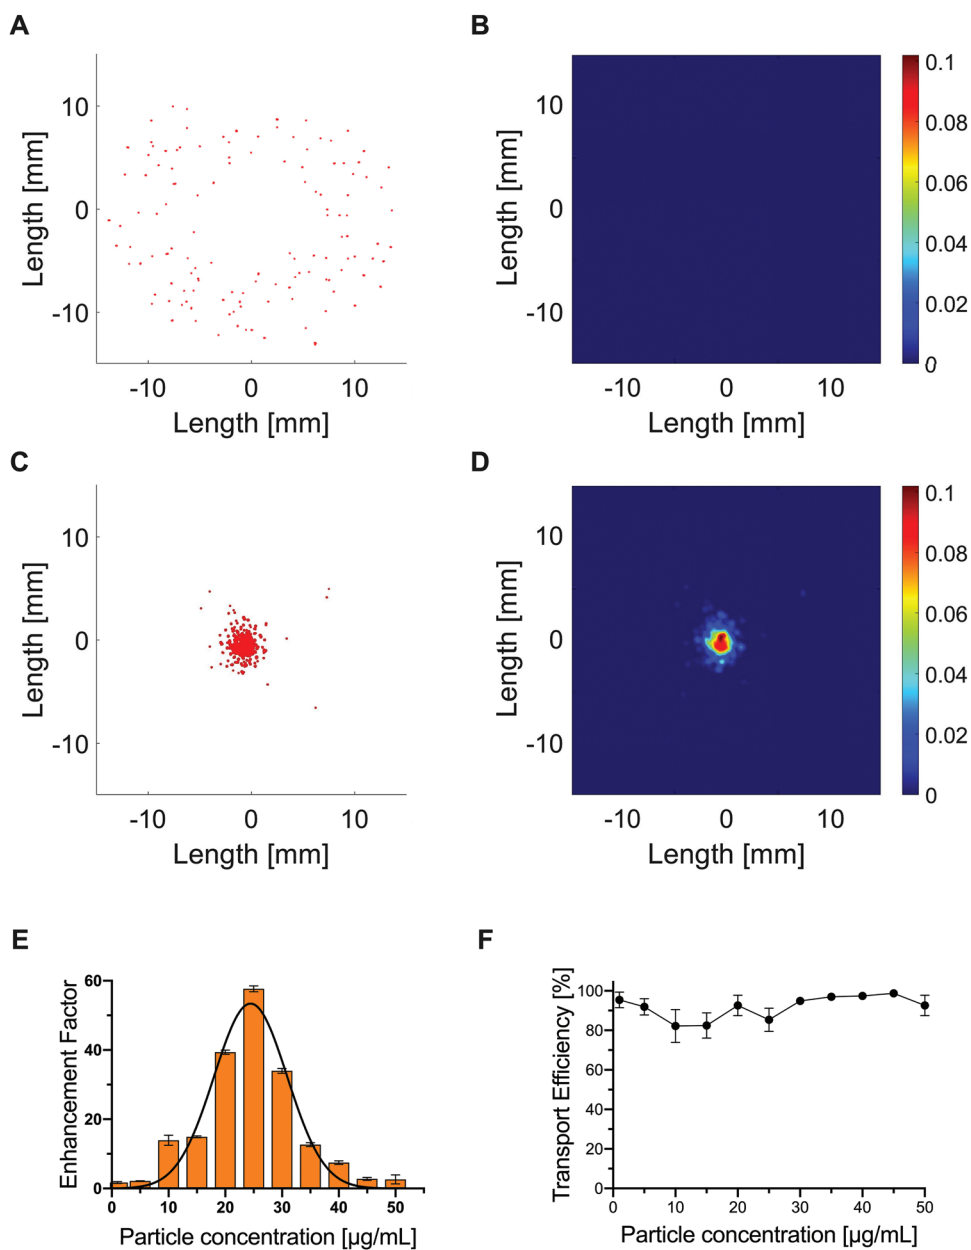 A
Length [mm]
10
0
-10
-10 0 10
Length [mm]
B
Length [mm]
10
0
-10
-10 0 10
Length [mm]
0.1
0.08
0.06
0.04
0.02
0
C
Length [mm]
10
0
-10
-10 0 10
Length [mm]
D
Length [mm]
10
0
-10
-10 0 10
Length [mm]
0.1
0.08
0.06
0.04
0.02
0
E
Enhancement Factor
60
40
20
0
0 10 20 30 40 50
Particle concentration [µg/mL]
F
Transport Efficiency [%]
100
80
60
40
20
0
0 10 20 30 40 50
Particle concentration [µg/mL]